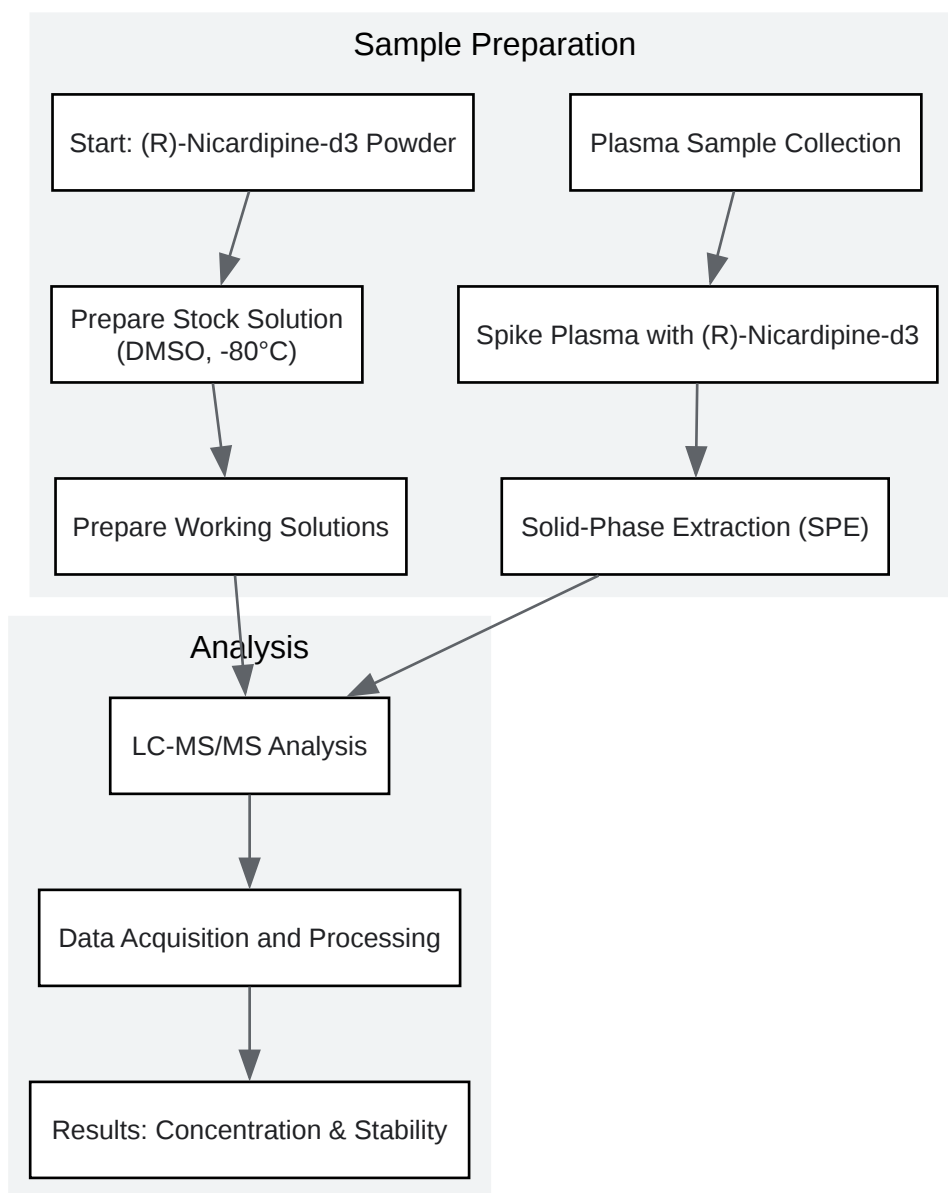 Sample Preparation
Start: (R)-Nicardipine-d3 Powder
Plasma Sample Collection
Prepare Stock Solution
(DMSO, -80°C)
Spike Plasma with (R)-Nicardipine-d3
Prepare Working Solutions
Solid-Phase Extraction (SPE)
Analysis
LC-MS/MS Analysis
Data Acquisition and Processing
Results: Concentration & Stability